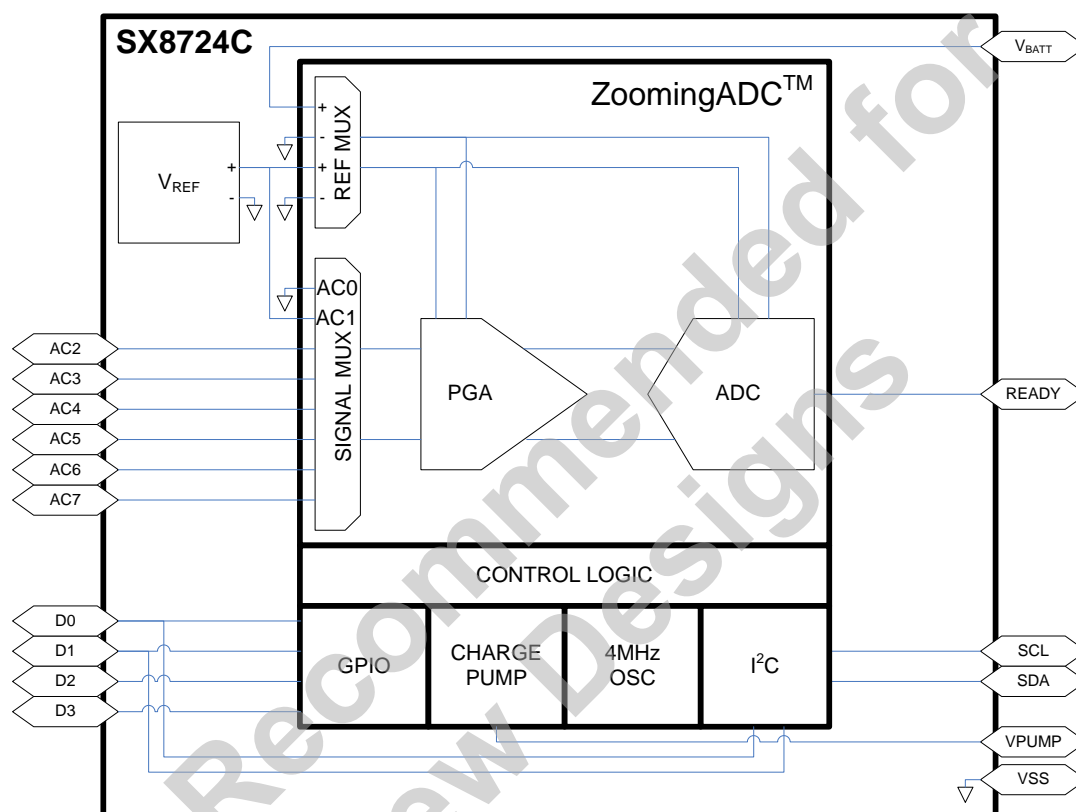 SX8724C
VBATT
ZoomingADC™
+
-
+
-
REF MUX
VREF
+
-
AC0
AC1
SIGNAL MUX
AC2
AC3
AC4
AC5
AC6
AC7
PGA
ADC
READY
CONTROL LOGIC
D0
D1
D2
D3
GPIO
CHARGE
PUMP
4MHz
OSC
I²C
SCL
SDA
VPUMP
VSS
Recommended for
ew Designs